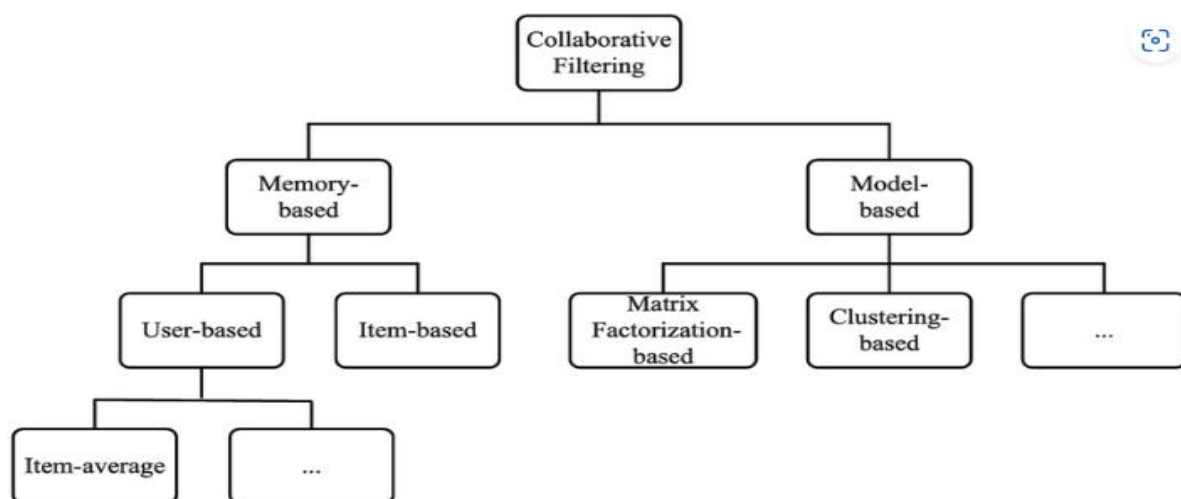 Collaborative
Filtering
Memory-
based
Model-
based
User-based
Item-based
Matrix
Factorization-
based
Clustering-
based
...
Item-average
...